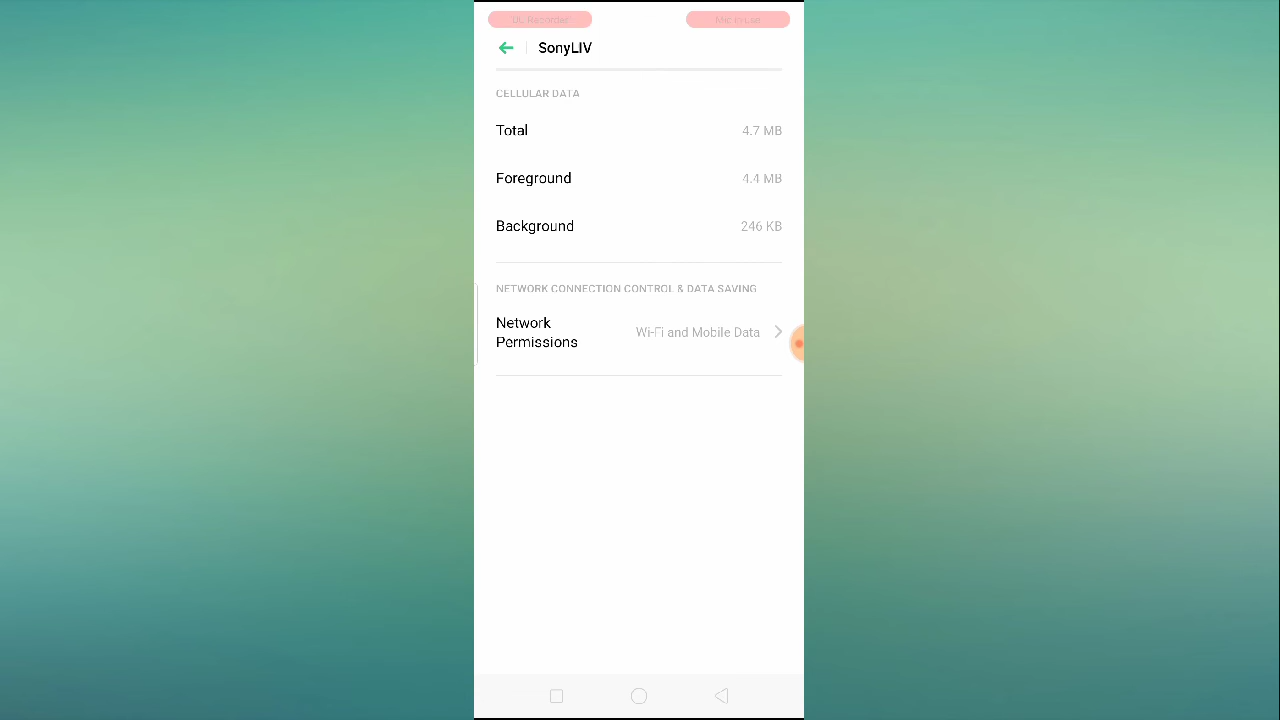 SonyLIV
CELLULAR DATA
Total 4.7 MB
Foreground 4.4 MB
Background 246 KB
NETWORK CONNECTION CONTROL & DATA SAVING
Network Permissions Wi-Fi and Mobile Data